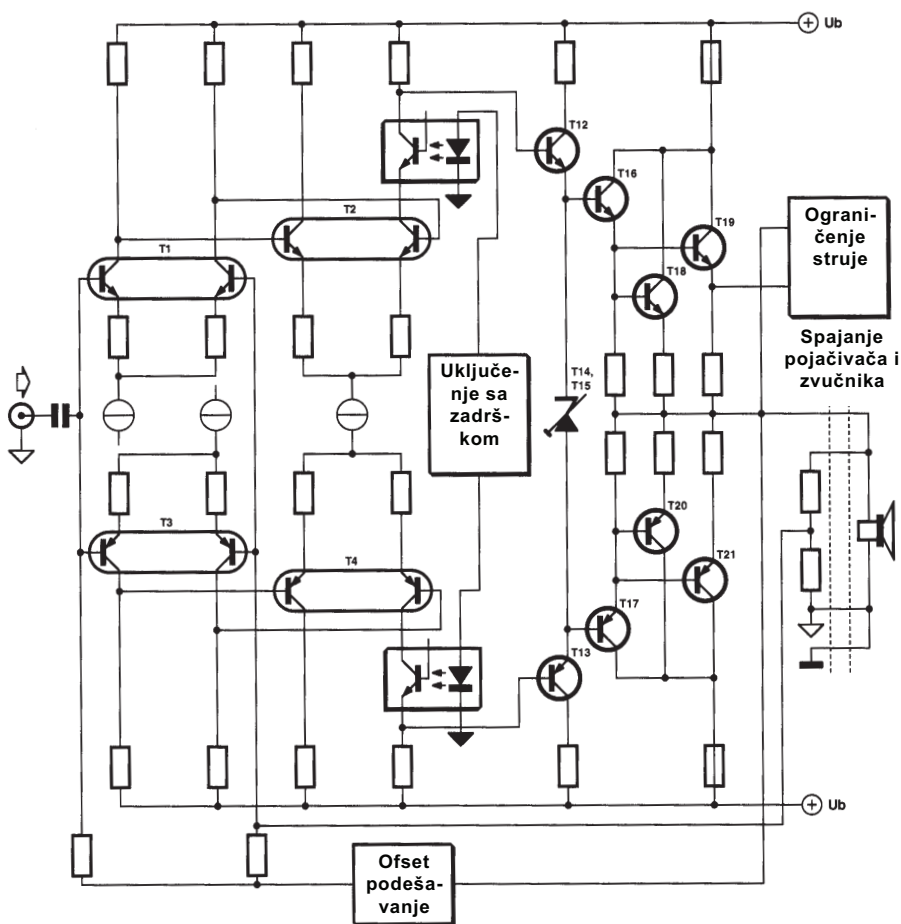 Ub
T12
T16
T2
T19
T1
T18
Ograni-
čenje
struje
Spajanje
pojačivača i
zvučnika
Uključe-
nje sa
zadrš-
kom
T14,
T15
T20
T3
T4
T21
T17
T13
Ub
Ofset
podeša-
vanje